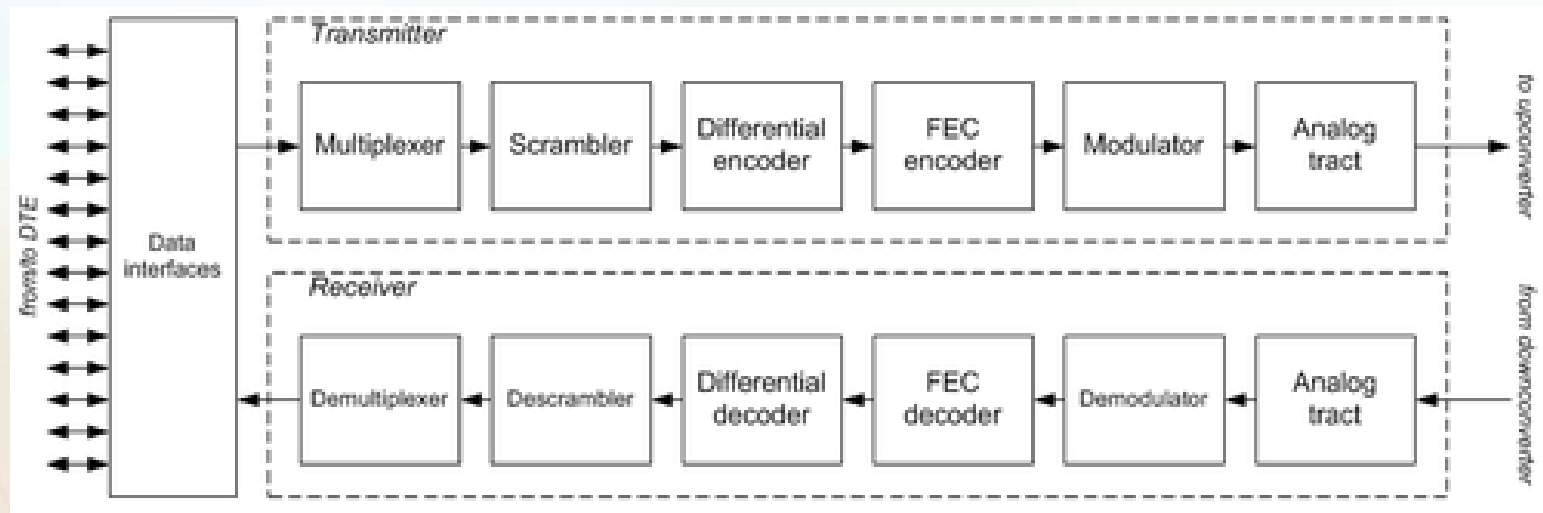 from/to DTE
Data
interfaces
Transmitter
Multiplexer
Scrambler
Differential
encoder
FEC
encoder
Modulator
Analog
tract
to upconverter
Receiver
Demultiplexer
Descrambler
Differential
decoder
FEC
decoder
Demodulator
Analog
tract
from downconverter